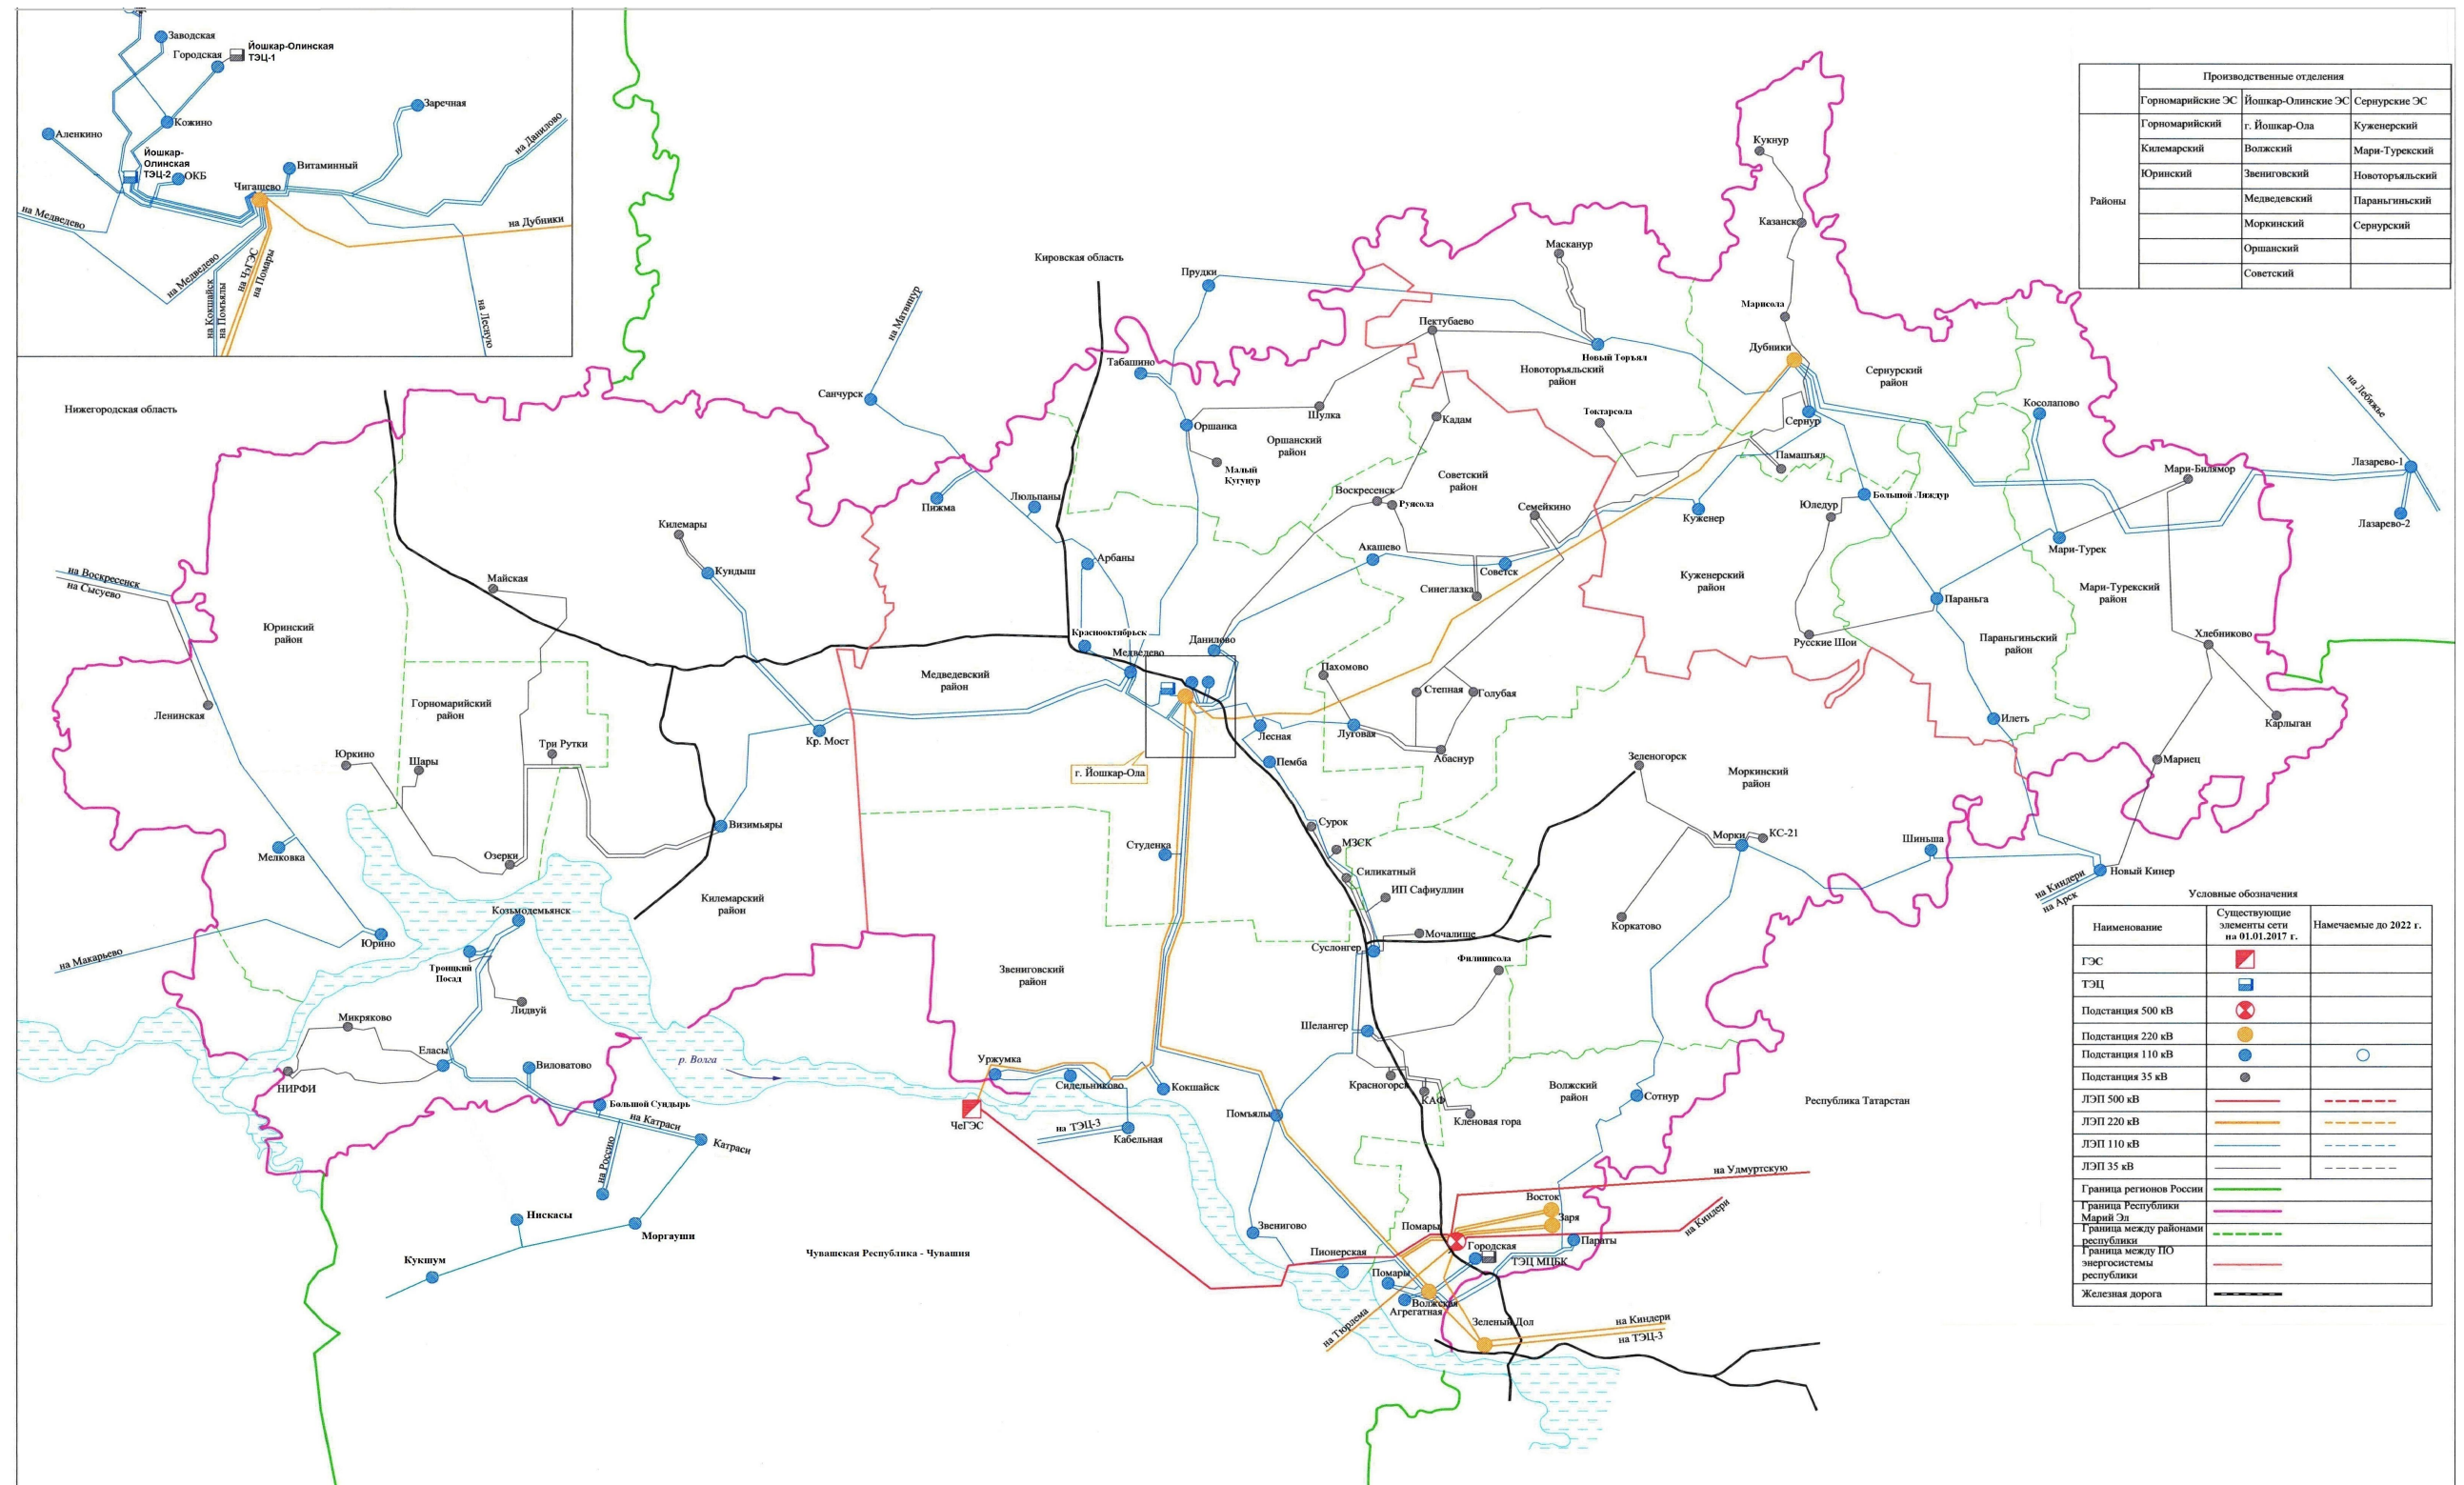 Заводская
Городская
Йошкар-Олинская
ТЭЦ-1
Заречная
Аленкино
Кожино
на Данилово
Йошкар-
Олинская
ТЭЦ-2
ОКБ
Витаминный
Чигашево
на Медведево
на Дубники
на Медведево
на ЧэГЭС
на Помары
на Кокшайск
на Помъялы
на Лесную
Производственные отделения
Горномарийские ЭС
Йошкар-Олинские ЭС
Сернурские ЭС
Районы
Горномарийский
г. Йошкар-Ола
Куженерский
Килемарский
Волжский
Мари-Турекский
Юринский
Звениговский
Новоторъяльский
Медведевский
Параньгинский
Моркинский
Сернурский
Оршанский
Советский
Кукнур
Казанск
Масканур
Кировская область
Прудки
на Матвинур
Марисола
Пектубаево
Дубники
Новый Торъял
Новоторъяльский
район
Сернурский
район
Табашино
Санчурск
Нижегородская область
на Лебяжье
Косолапово
Шулка
Оршанка
Кадам
Токтарсола
Сернур
Оршанский
район
Малый
Кугунур
Памашъял
Мари-Билямор
Лазарево-1
Советский
район
Воскресенск
Руясола
Пижма
Люльпаны
Семейкино
Куженер
Большой Ляждур
Юледур
Лазарево-2
Килемары
Мари-Турек
Акашево
Арбаны
Кундыш
Советск
Синеглазка
Куженерский
район
на Воскресенск
на Сысуево
Майская
Параньга
Мари-Турекский
район
Юринский
район
Краснооктябрьск
Данилово
Медведево
Русские Шои
Параньгинский
район
Хлебниково
Медведевский
район
Пахомово
Степная
Голубая
Ленинская
Горномарийский
район
Илеть
Карлыган
Кр. Мост
Лесная
Луговая
Абаснур
Три Рутки
Юркино
Шары
г. Йошкар-Ола
Пемба
Зеленогорск
Моркинский
район
Мариец
Визимьяры
Сурок
МЗСК
Морки
КС-21
Шиньша
Мелковка
Озерки
Студенка
Силикатный
ИП Сафиуллин
Новый Кинер
на Киндери
на Арск
Килемарский
район
Козьмодемьянск
Юрино
Мочалище
Коркатово
Суслонгер
на Макарьево
Троицкий
Посад
Филиппсола
Звениговский
район
Лидвуй
Микряково
Шелангер
Еласы
Виловатово
р. Волга
Уржумка
Сидельниково
Кокшайск
Красногорск
КАФ
Кленовая гора
Волжский
район
Сотнур
Республика Татарстан
НИРФИ
Большой Сундырь
на Катраси
Катраси
на Россию
ЧеГЭС
на ТЭЦ-3
Кабельная
Помъялы
на Удмуртскую
Восток
Заря
Нискасы
Моргауши
Кукшум
Чувашская Республика - Чувашия
Звенигово
Пионерская
Помары
Городская
ТЭЦ МЦБК
Параты
на Киндери
Помары
Волжская
Агрегатная
на Тюрлема
Зеленый Дол
на Киндери
на ТЭЦ-3
Условные обозначения
Наименование
Существующие
элементы сети
на 01.01.2017 г.
Намечаемые до 2022 г.
ГЭС
ТЭЦ
Подстанция 500 кВ
Подстанция 220 кВ
Подстанция 110 кВ
Подстанция 35 кВ
ЛЭП 500 кВ
ЛЭП 220 кВ
ЛЭП 110 кВ
ЛЭП 35 кВ
Граница регионов России
Граница Республики
Марий Эл
Граница между районами
республики
Граница между ПО
энергосистемы
республики
Железная дорога